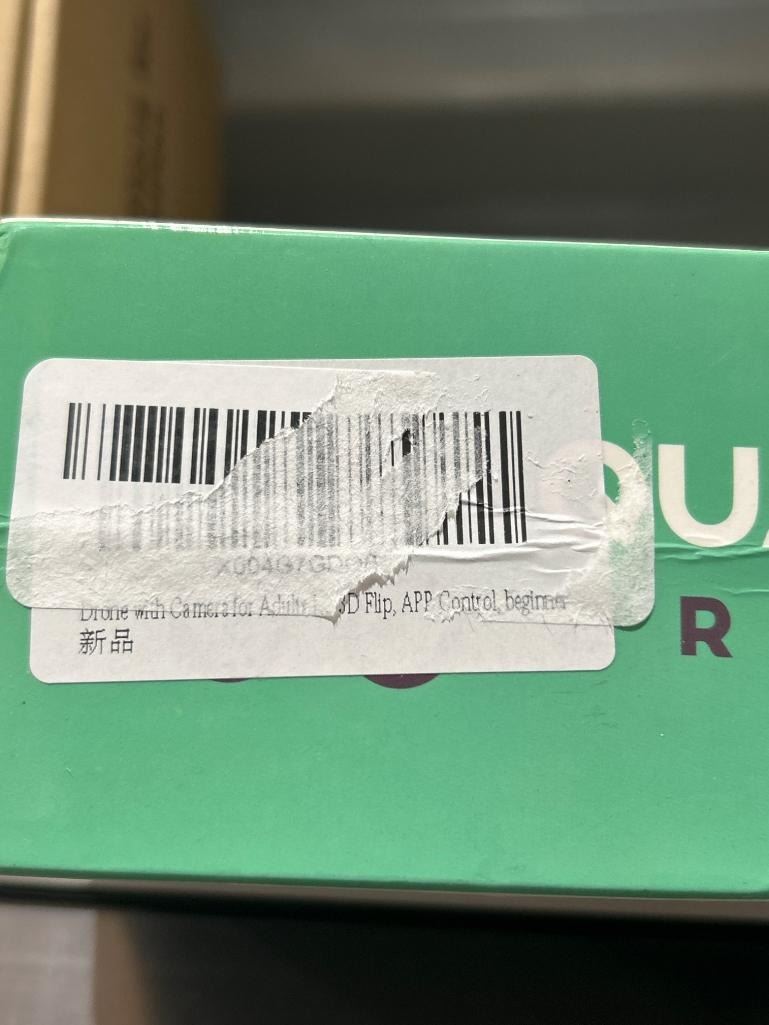 QUA
R
Drone with Camera for Adults 3D Flip, APP Control, beginner
新品